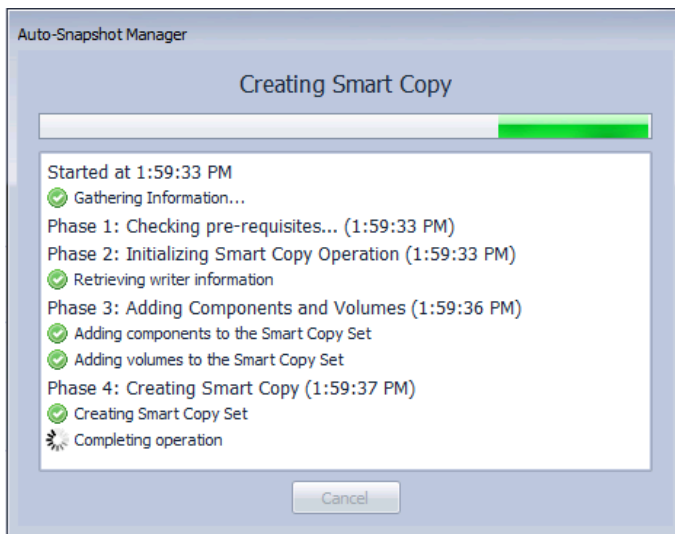 Auto-Snapshot Manager
Creating Smart Copy
Started at 1:59:33 PM
Gathering Information...
Phase 1: Checking pre-requisites... (1:59:33 PM)
Phase 2: Initializing Smart Copy Operation (1:59:33 PM)
Retrieving writer information
Phase 3: Adding Components and Volumes (1:59:36 PM)
Adding components to the Smart Copy Set
Adding volumes to the Smart Copy Set
Phase 4: Creating Smart Copy (1:59:37 PM)
Creating Smart Copy Set
Completing operation
Cancel